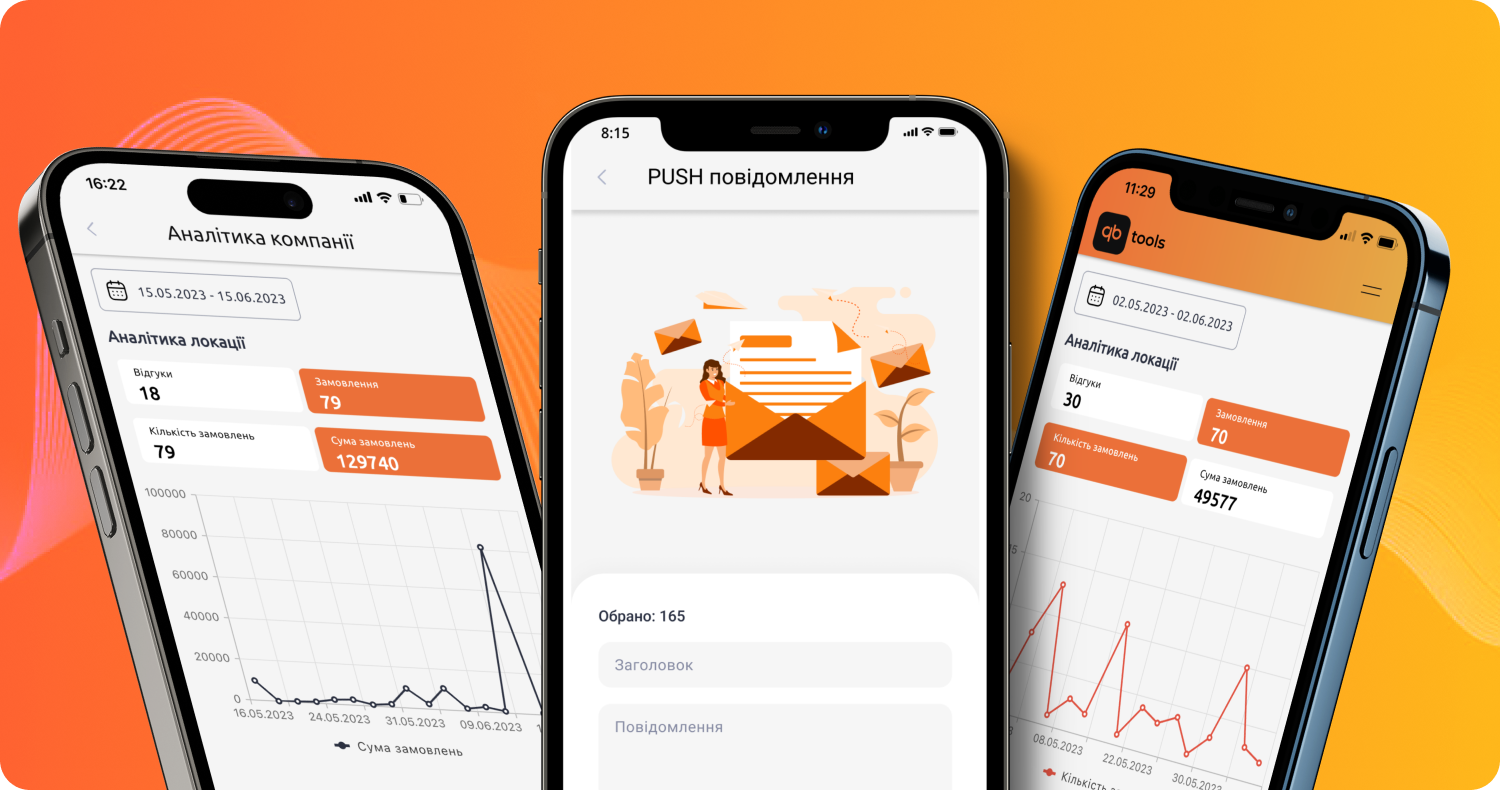 16:22
Аналітика компанії
15.05.2023 - 15.06.2023
Аналітика локації
Відгуки
18
Замовлення
79
Кількість замовлень
79
Сума замовлень
129740
100000
80000
60000
40000
20000
0
16.05.2023 24.05.2023 31.05.2023 09.06.2023 1
Сума замовлень
8:15
PUSH повідомлення
Обрано: 165
Заголовок
Повідомлення
11:29
qb tools
02.05.2023 - 02.06.2023
Аналітика локації
Відгуки
30
Замовлення
70
Кількість замовлень
70
Сума замовлень
49577
20
15
08.05.2023 22.05.2023 30.05.202
Кількість з